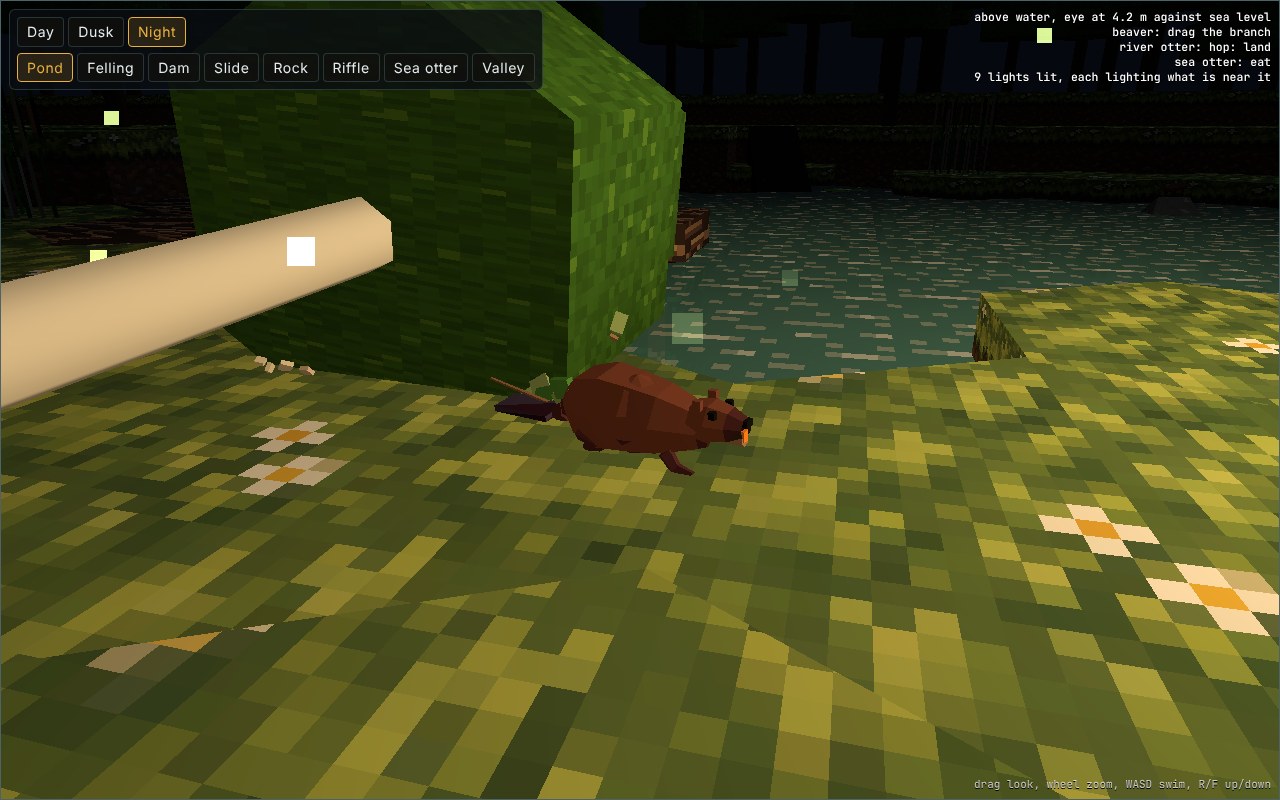 Day Dusk Night
Pond Felling Dam Slide Rock Riffle Sea otter Valley
above water, eye at 4.2 m against sea level
beaver: drag the branch
river otter: hop: land
sea otter: eat
9 lights lit, each lighting what is near it
drag look, wheel zoom, WASD swim, R/F up/down